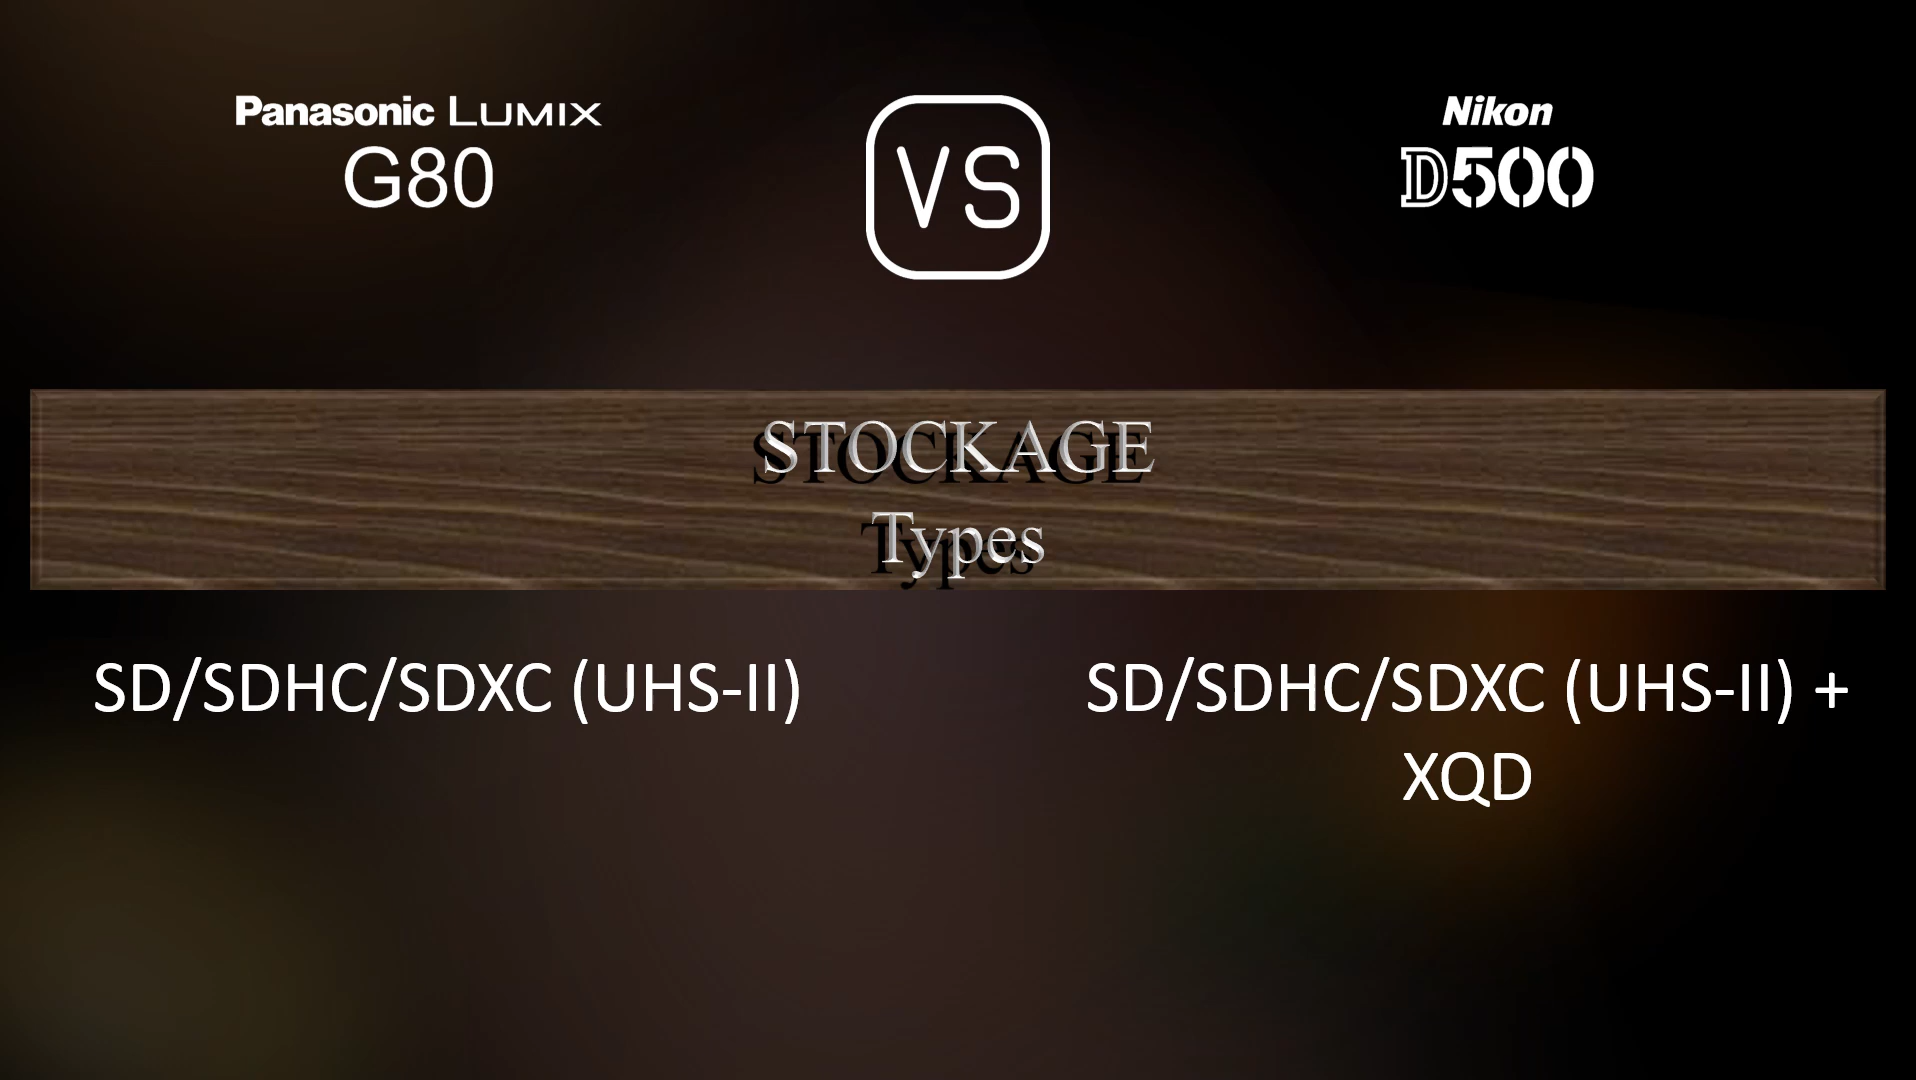 Panasonic LUMIX
G80
VS
Nikon
D500
STOCKAGE
Types
SD/SDHC/SDXC (UHS-II)
SD/SDHC/SDXC (UHS-II) +
XQD